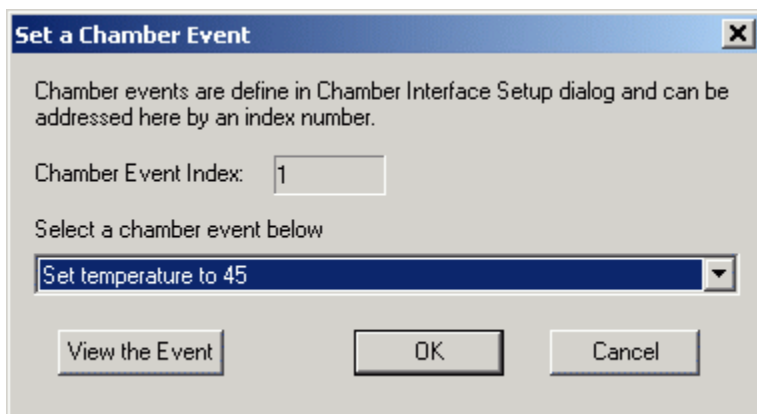 Set a Chamber Event
Chamber events are define in Chamber Interface Setup dialog and can be
addressed here by an index number.
Chamber Event Index: 1
Select a chamber event below
Set temperature to 45
View the Event OK Cancel